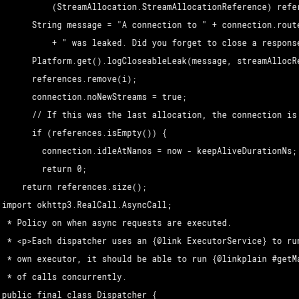 (StreamAllocation.StreamAllocationReference) refer
String message = "A connection to " + connection.route
+ " was leaked. Did you forget to close a response
Platform.get().logCloseableLeak(message, streamAllocRe
references.remove(i);
connection.noNewStreams = true;
// If this was the last allocation, the connection is
if (references.isEmpty()) {
connection.idleAtNanos = now - keepAliveDurationNs;
return 0;
return references.size();
import okhttp3.RealCall.AsyncCall;
* Policy on when async requests are executed.
* <p>Each dispatcher uses an {@link ExecutorService} to run
* own executor, it should be able to run {@linkplain #getMa
* of calls concurrently.
public final class Dispatcher {